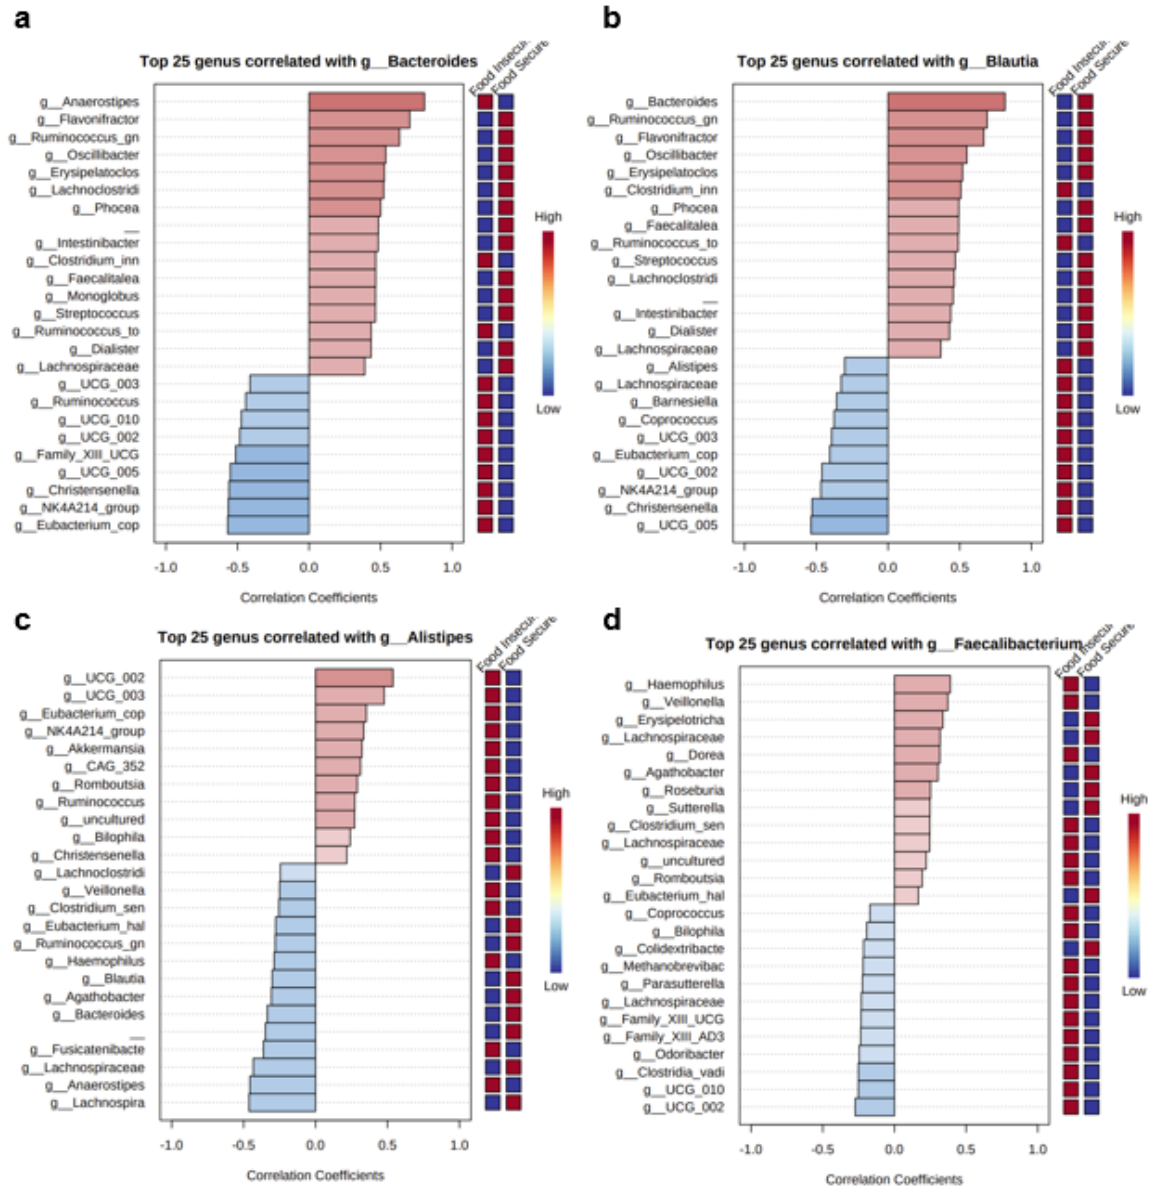 a
Top 25 genus correlated with g__Bacteroides
Food Insecu
Food Secure
g__Anaerostipes
g__Flavonifractor
g__Ruminococcus_gn
g__Oscillibacter
g__Erysipelatoclos
g__Lachnoclostridi
g__Phocea
__
g__Intestinibacter
g__Clostridium_inn
g__Faecalitalea
g__Monoglobus
g__Streptococcus
g__Ruminococcus_to
g__Dialister
g__Lachnospiraceae
g__UCG_003
g__Ruminococcus
g__UCG_010
g__UCG_002
g__Family_XIII_UCG
g__UCG_005
g__Christensenella
g__NK4A214_group
g__Eubacterium_cop
High
Low
-1.0 -0.5 0.0 0.5 1.0
Correlation Coefficients
b
Top 25 genus correlated with g__Blautia
Food Insecu
Food Secure
g__Bacteroides
g__Ruminococcus_gn
g__Flavonifractor
g__Oscillibacter
g__Erysipelatoclos
g__Clostridium_inn
g__Phocea
g__Faecalitalea
g__Ruminococcus_to
g__Streptococcus
g__Lachnoclostridi
__
g__Intestinibacter
g__Dialister
g__Lachnospiraceae
g__Alistipes
g__Lachnospiraceae
g__Barnesiella
g__Coprococcus
g__UCG_003
g__Eubacterium_cop
g__UCG_002
g__NK4A214_group
g__Christensenella
g__UCG_005
High
Low
-1.0 -0.5 0.0 0.5 1.0
Correlation Coefficients
c
Top 25 genus correlated with g__Alistipes
Food Insecu
Food Secure
g__UCG_002
g__UCG_003
g__Eubacterium_cop
g__NK4A214_group
g__Akkermansia
g__CAG_352
g__Romboutsia
g__Ruminococcus
g__uncultured
g__Bilophila
g__Christensenella
g__Lachnoclostridi
g__Veillonella
g__Clostridium_sen
g__Eubacterium_hal
g__Ruminococcus_gn
g__Haemophilus
g__Blautia
g__Agathobacter
g__Bacteroides
__
g__Fusicatenibacte
g__Lachnospiraceae
g__Anaerostipes
g__Lachnospira
High
Low
-1.0 -0.5 0.0 0.5 1.0
Correlation Coefficients
d
Top 25 genus correlated with g__Faecalibacterium
Food Insecu
Food Secure
g__Haemophilus
g__Veillonella
g__Erysipelotricha
g__Lachnospiraceae
g__Dorea
g__Agathobacter
g__Roseburia
g__Sutterella
g__Clostridium_sen
g__Lachnospiraceae
g__uncultured
g__Romboutsia
g__Eubacterium_hal
g__Coprococcus
g__Bilophila
g__Colidextribacte
g__Methanobrevibac
g__Parasutterella
g__Lachnospiraceae
g__Family_XIII_UCG
g__Family_XIII_AD3
g__Odoribacter
g__Clostridia_vadi
g__UCG_010
g__UCG_002
High
Low
-1.0 -0.5 0.0 0.5 1.0
Correlation Coefficients